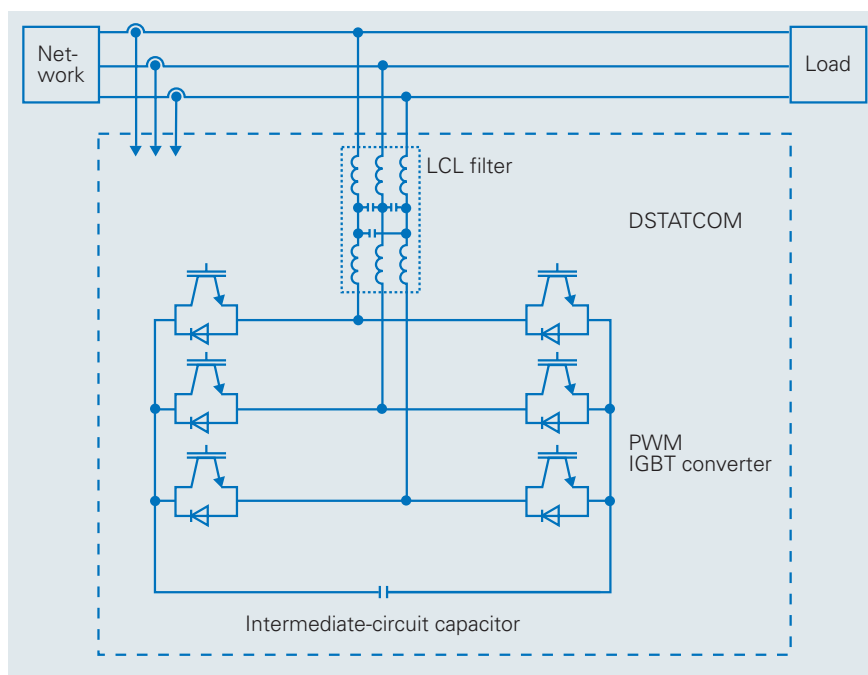 Net-
work
Load
LCL filter
DSTATCOM
PWM
IGBT converter
Intermediate-circuit capacitor